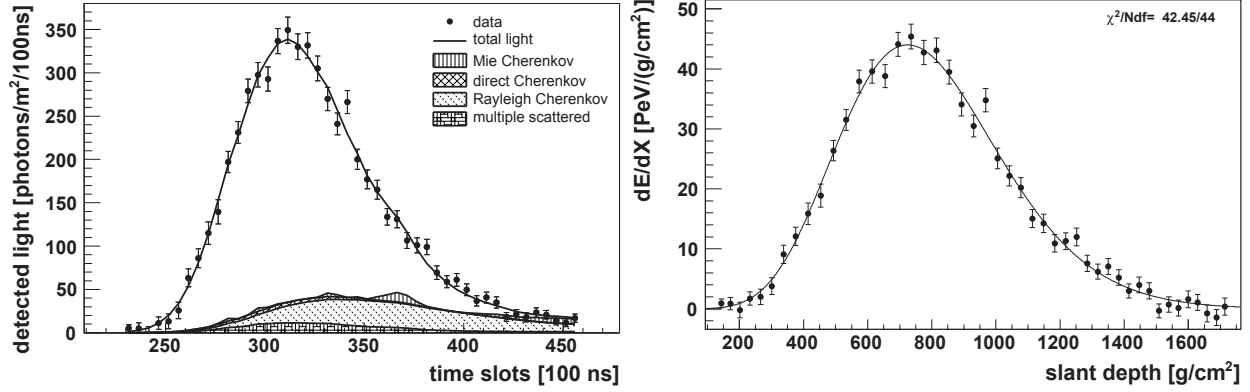 detected light [photons/m²/100ns]
350
300
250
200
150
100
50
0
data
total light
Mie Cherenkov
direct Cherenkov
Rayleigh Cherenkov
multiple scattered
250
300
350
400
450
time slots [100 ns]
dE/dX [PeV/(g/cm²)]
50
40
30
20
10
0
χ²/Ndf= 42.45/44
200
400
600
800
1000
1200
1400
1600
slant depth [g/cm²]